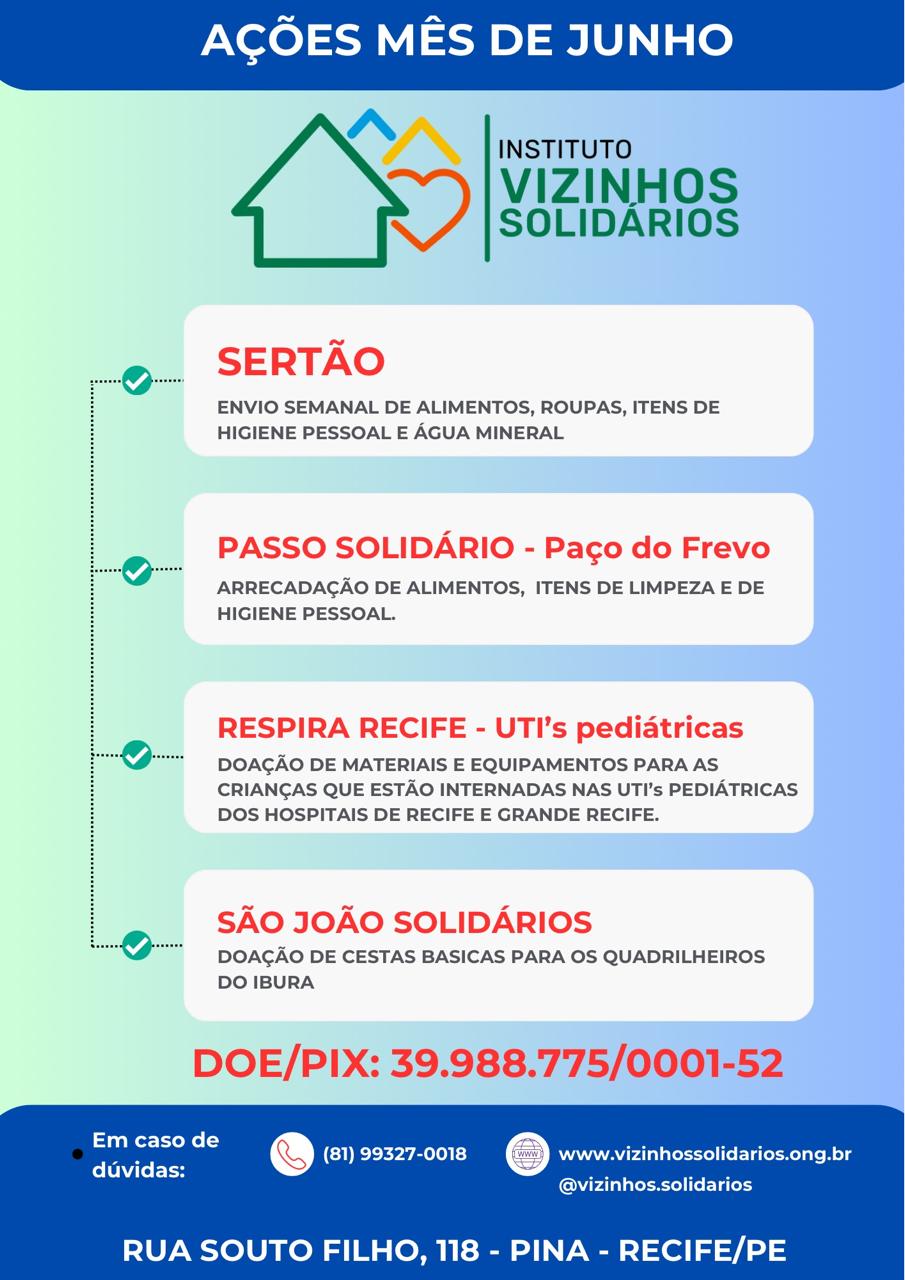 AÇÕES MÊS DE JUNHO
INSTITUTO
VIZINHOS
SOLIDÁRIOS
SERTÃO
ENVIO SEMANAL DE ALIMENTOS, ROUPAS, ITENS DE
HIGIENE PESSOAL E ÁGUA MINERAL
PASSO SOLIDÁRIO - Paço do Frevo
ARRECADAÇÃO DE ALIMENTOS, ITENS DE LIMPEZA E DE
HIGIENE PESSOAL.
RESPIRA RECIFE - UTI's pediátricas
DOAÇÃO DE MATERIAIS E EQUIPAMENTOS PARA AS
CRIANÇAS QUE ESTÃO INTERNADAS NAS UTI's PEDIÁTRICAS
DOS HOSPITAIS DE RECIFE E GRANDE RECIFE.
SÃO JOÃO SOLIDÁRIOS
DOAÇÃO DE CESTAS BASICAS PARA OS QUADRILHEIROS
DO IBURA
DOE/PIX: 39.988.775/0001-52
Em caso de
dúvidas:
(81) 99327-0018
WWW
www.vizinhossolidarios.ong.br
@vizinhos.solidarios
RUA SOUTO FILHO, 118 - PINA - RECIFE/PE